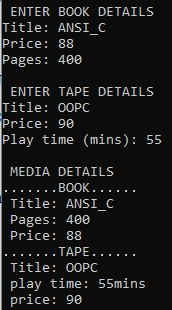 ENTER BOOK DETAILS
Title: ANSI_C
Price: 88
Pages: 400
ENTER TAPE DETAILS
Title: OOPC
Price: 90
Play time (mins): 55
MEDIA DETAILS
.......BOOK......
Title: ANSI_C
Pages: 400
Price: 88
.......TAPE......
Title: OOPC
play time: 55mins
price: 90